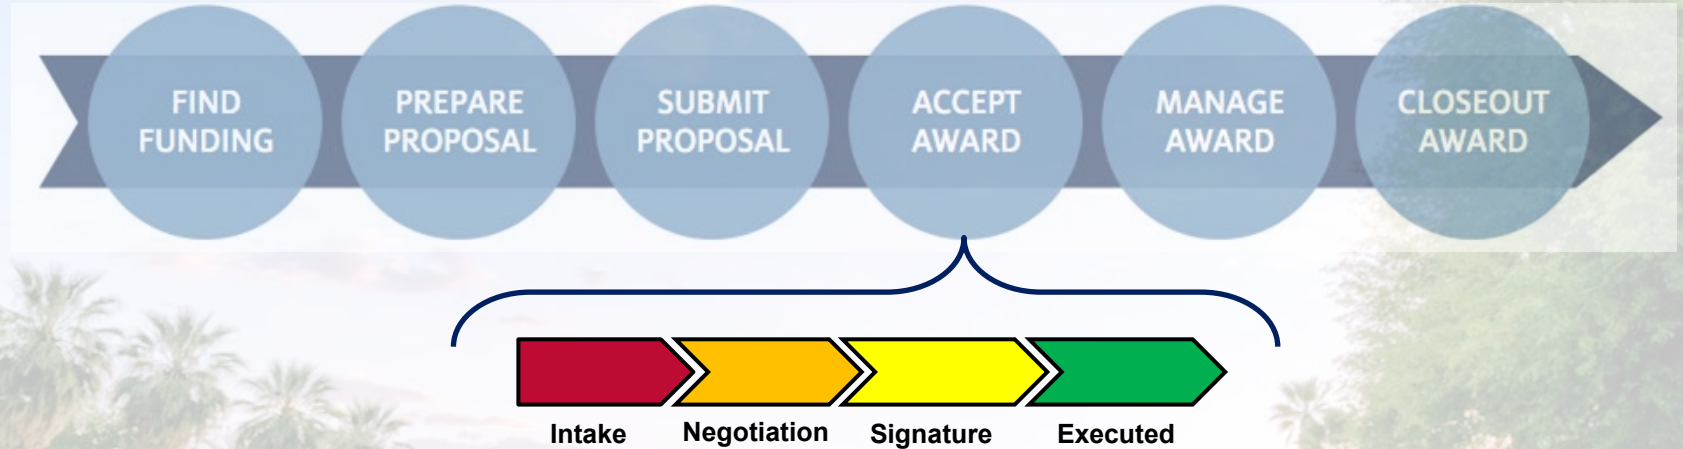 FIND
FUNDING
PREPARE
PROPOSAL
SUBMIT
PROPOSAL
ACCEPT
AWARD
MANAGE
AWARD
CLOSEOUT
AWARD
Intake
Negotiation
Signature
Executed